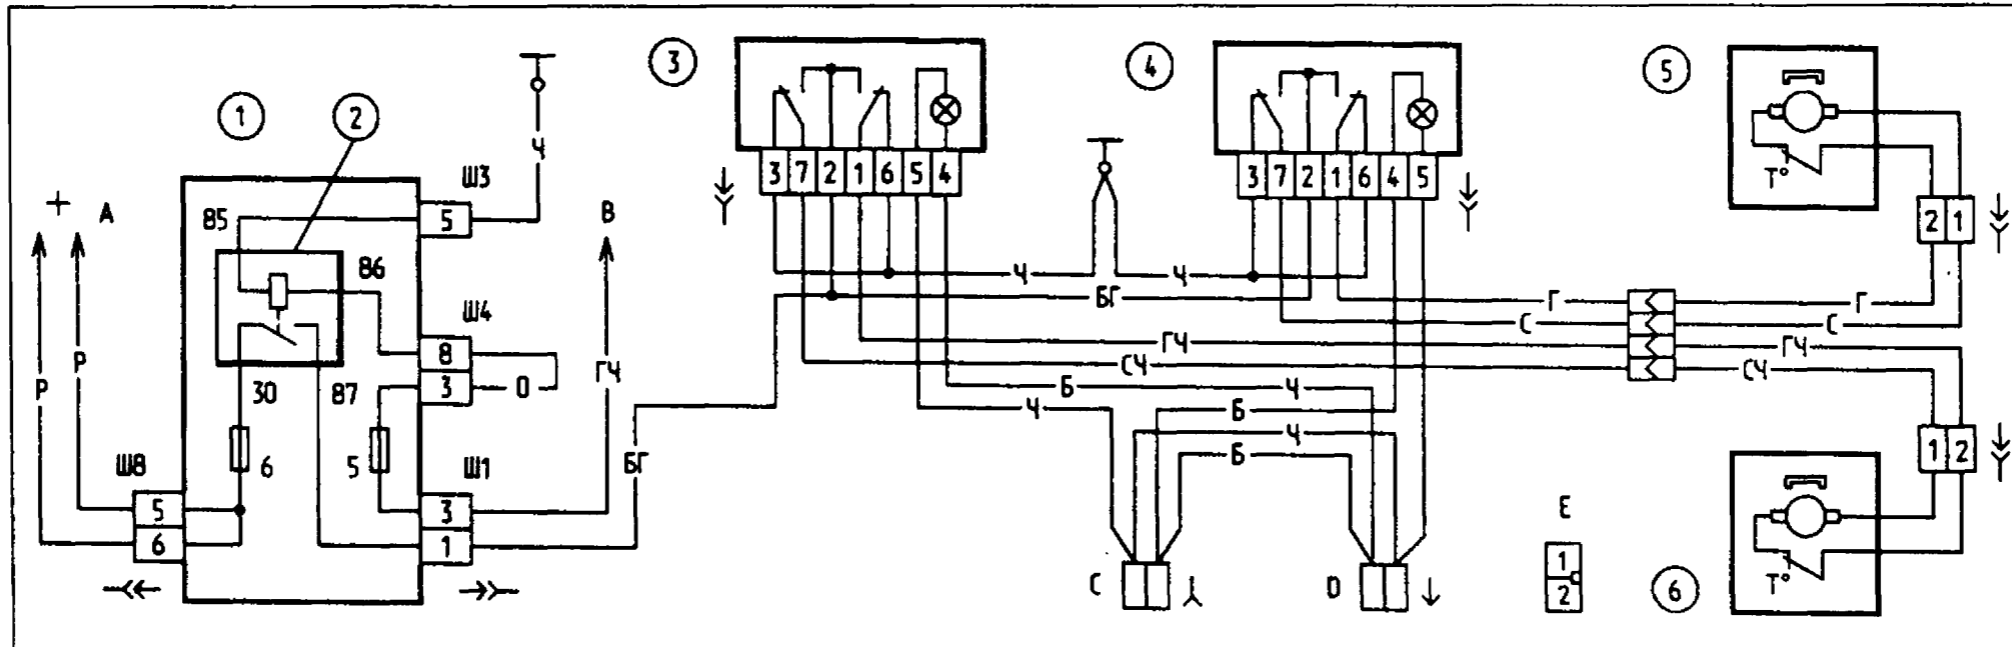 1
2
3
4
5
6
+ А
В
Ч
Ш3
5
85
86
Ш4
8
3
О
30
87
6
5
Р
Р
ГЧ
БГ
Ш8
5
6
Ш1
3
1
3 7 2 1 6 5 4
3 7 2 1 6 4 5
Ч
Ч
БГ
Г
Г
С
С
ГЧ
ГЧ
СЧ
СЧ
Б
Ч
Ч
Б
Ч
Б
T°
2 1
1 2
T°
С
D
E
1
2